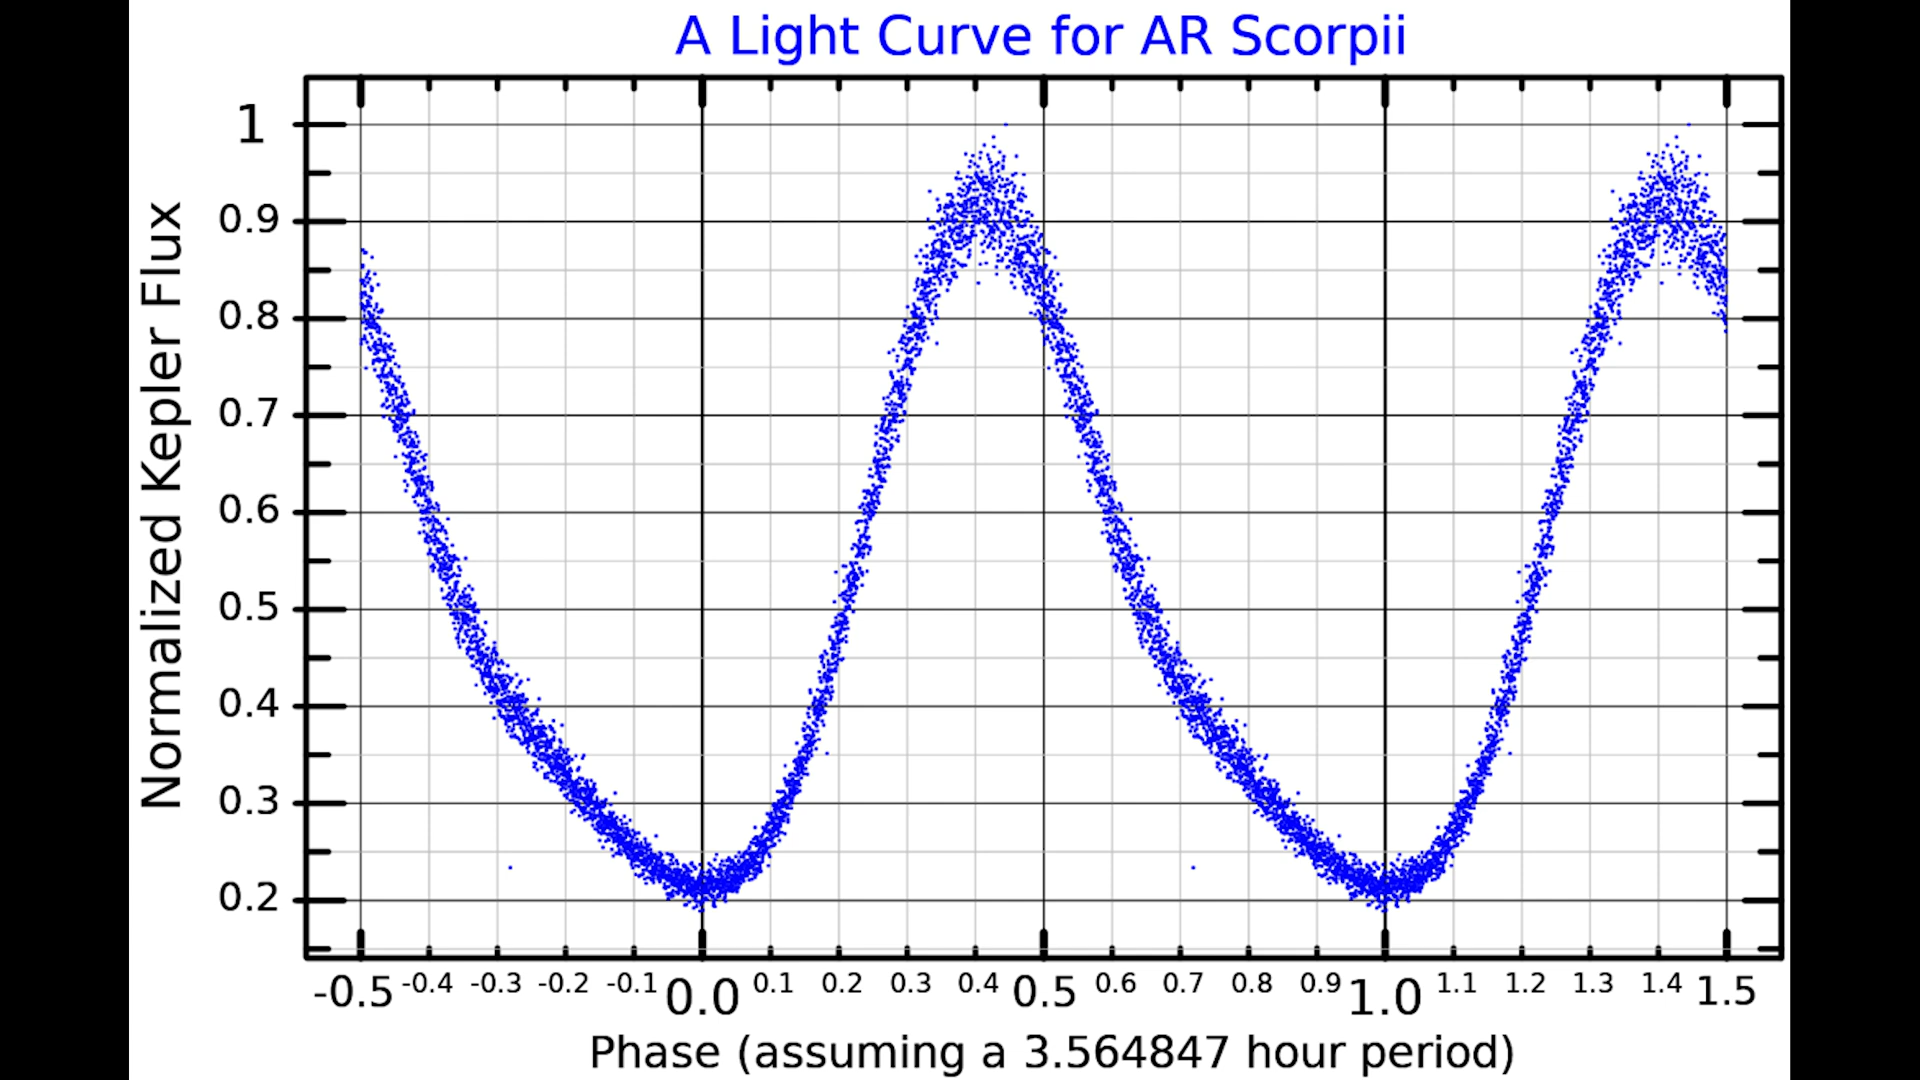 A Light Curve for AR Scorpii
Normalized Kepler Flux
1
0.9
0.8
0.7
0.6
0.5
0.4
0.3
0.2
-0.5 -0.4 -0.3 -0.2 -0.1 0.0 0.1 0.2 0.3 0.4 0.5 0.6 0.7 0.8 0.9 1.0 1.1 1.2 1.3 1.4 1.5
Phase (assuming a 3.564847 hour period)